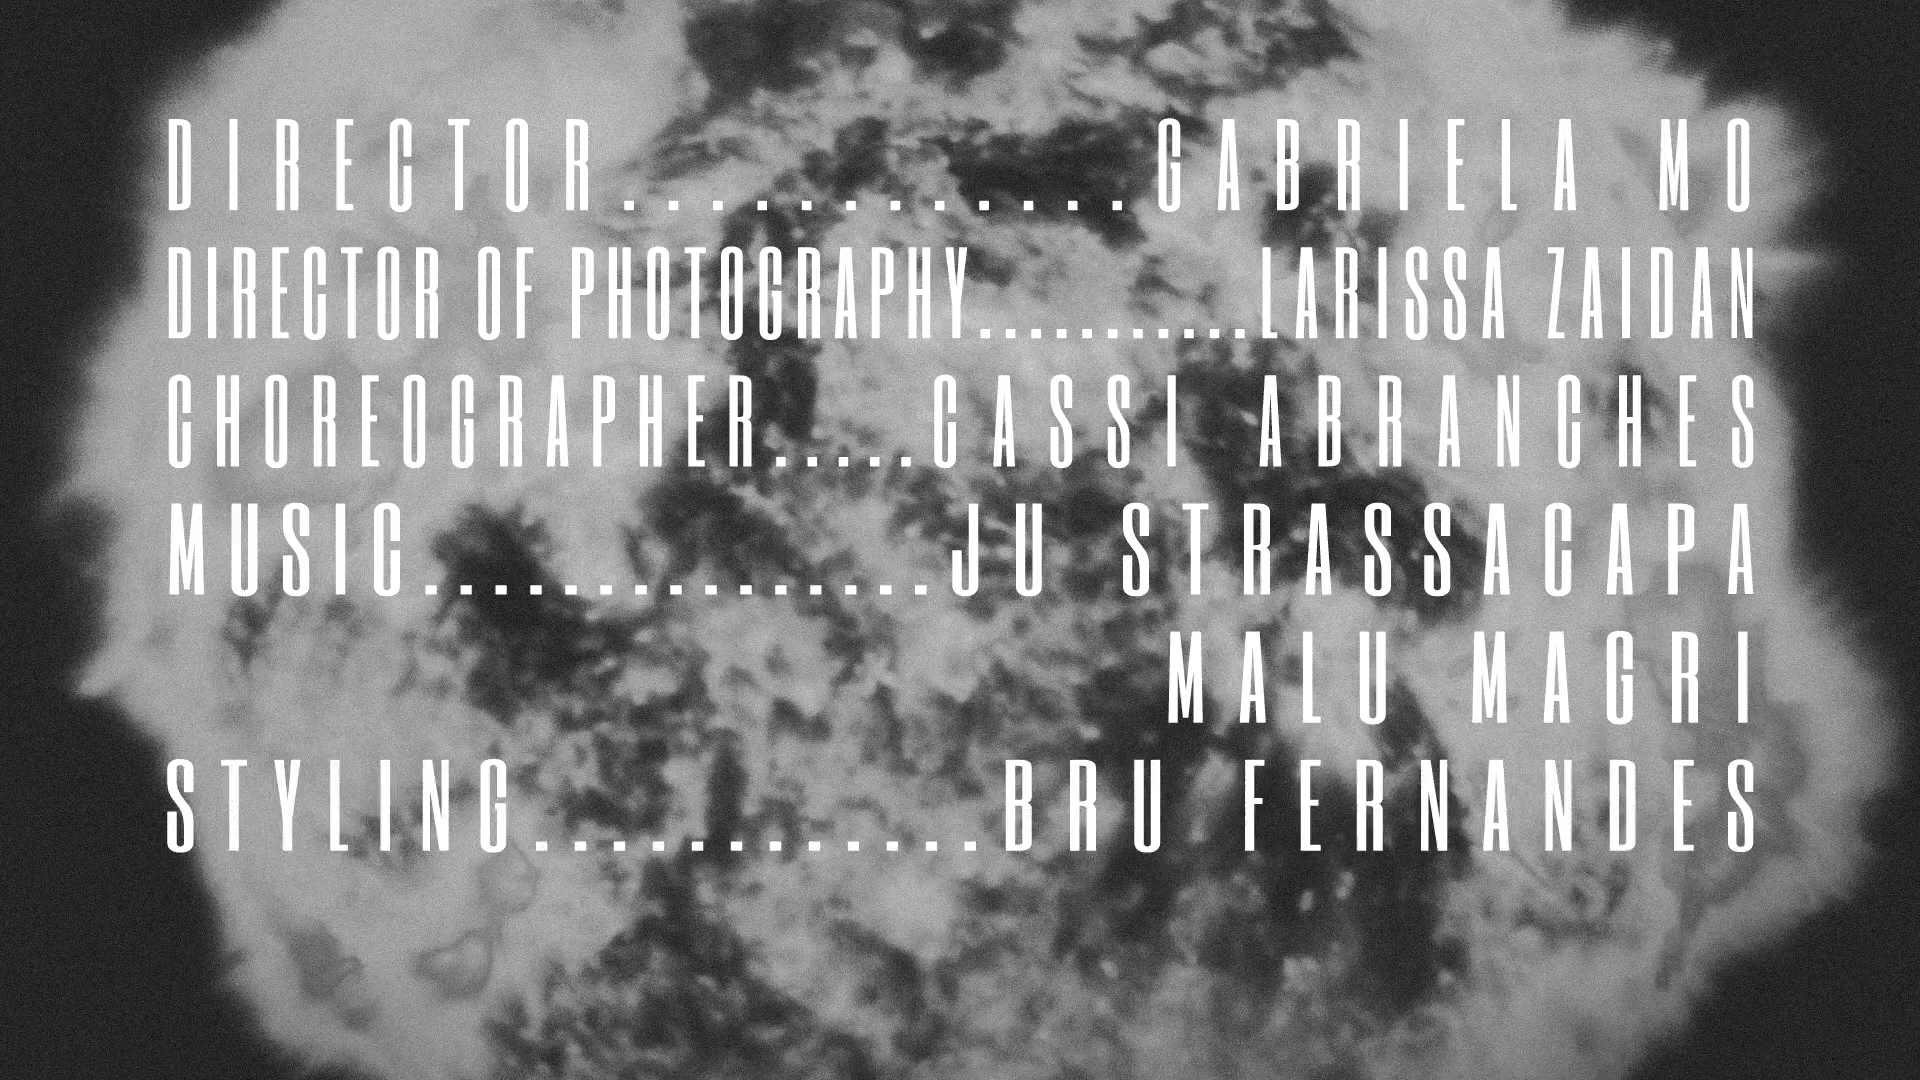 DIRECTOR............GABRIELA MO
DIRECTOR OF PHOTOGRAPHY...........LARISSA ZAIDAN
CHOREOGRAPHER.....CASSI ABRANCHES
MUSIC...............JU STRASSACAPA
MALU MAGRI
STYLING............BRU FERNANDES